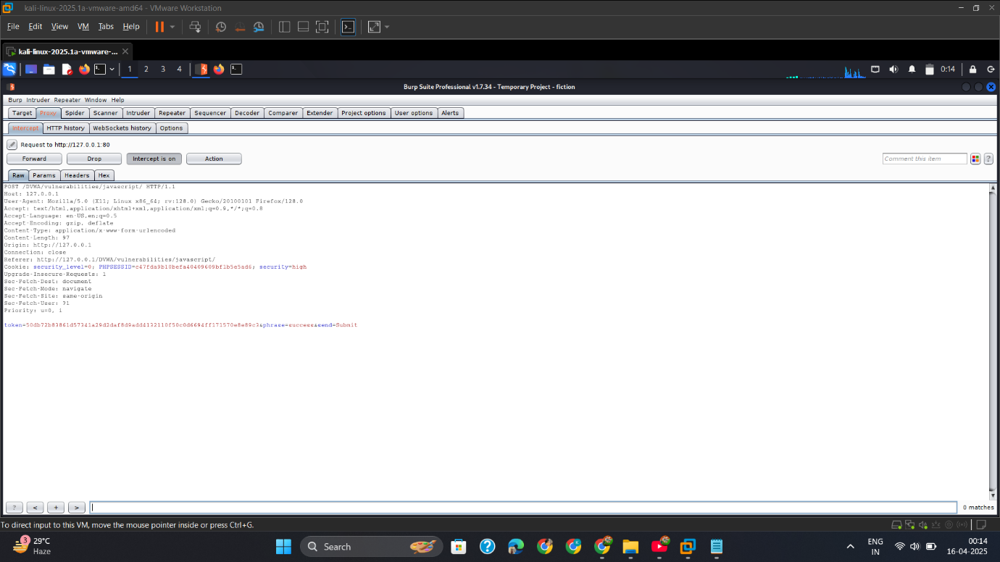 kali-linux-2025.1a-vmware-amd64 - VMware Workstation
File Edit View VM Tabs Help
kali-linux-2025.1a-vmware-...
1 2 3 4 0:14
Burp Suite Professional v1.7.34 - Temporary Project - fiction
Burp Intruder Repeater Window Help
Target Proxy Spider Scanner Intruder Repeater Sequencer Decoder Comparer Extender Project options User options Alerts
Intercept HTTP history WebSockets history Options
Request to http://127.0.0.1:80
Forward Drop Intercept is on Action Comment this item ?
Raw Params Headers Hex
POST /DVWA/vulnerabilities/javascript/ HTTP/1.1
Host: 127.0.0.1
User-Agent: Mozilla/5.0 (X11; Linux x86_64; rv:128.0) Gecko/20100101 Firefox/128.0
Accept: text/html,application/xhtml+xml,application/xml;q=0.9,*/*;q=0.8
Accept-Language: en-US,en;q=0.5
Accept-Encoding: gzip, deflate
Content-Type: application/x-www-form-urlencoded
Content-Length: 97
Origin: http://127.0.0.1
Connection: close
Referer: http://127.0.0.1/DVWA/vulnerabilities/javascript/
Cookie: security_level=0; PHPSESSID=c47fda9b10befa40409609bf1b5e5ad6; security=high
Upgrade-Insecure-Requests: 1
Sec-Fetch-Dest: document
Sec-Fetch-Mode: navigate
Sec-Fetch-Site: same-origin
Sec-Fetch-User: ?1
Priority: u=0, i
token=50db72b83861d57341a29d2daf8d9add4132110f50c0d6694ff171570e8e89c3&phrase=success&send=Submit
? < + > 0 matches
To direct input to this VM, move the mouse pointer inside or press Ctrl+G.
3 29°C
Haze
Search
ENG
IN
00:14
16-04-2025